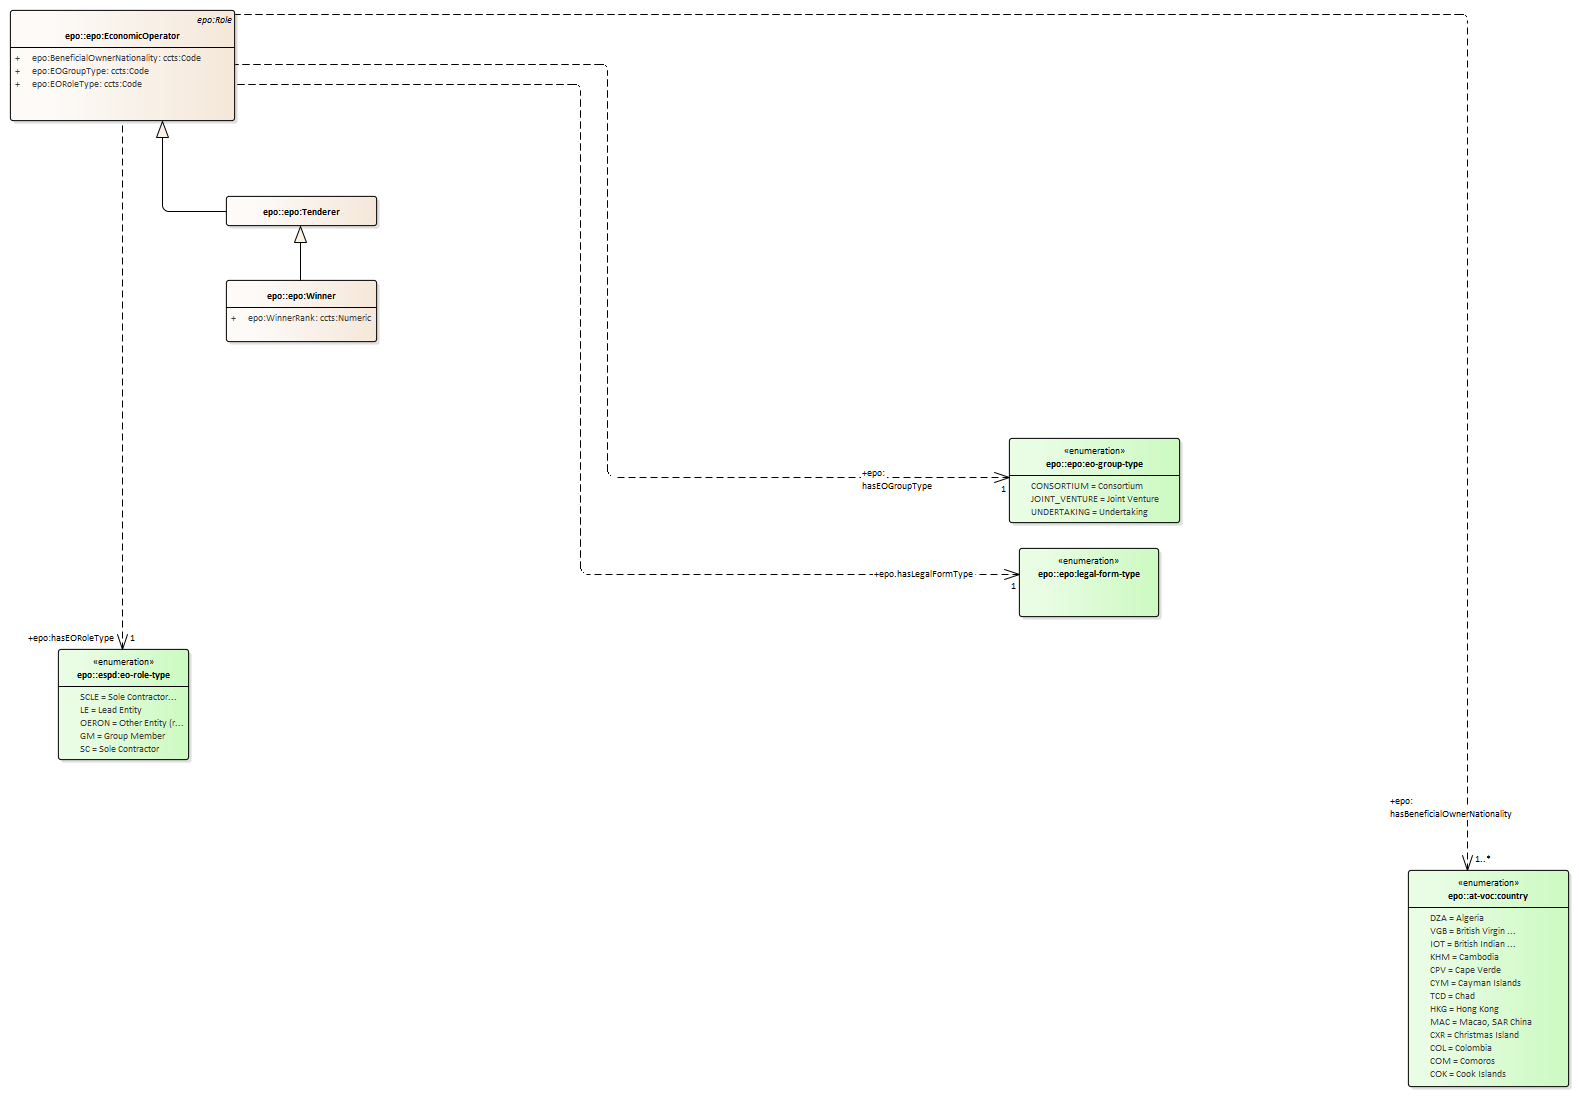 epo:Role
epo::epo:EconomicOperator
+ epo:BeneficialOwnerNationality: ccts:Code
+ epo:EOGroupType: ccts:Code
+ epo:EORoleType: ccts:Code
epo::epo:Tenderer
epo::epo:Winner
+ epo:WinnerRank: ccts:Numeric
«enumeration»
epo::epo:eo-group-type
CONSORTIUM = Consortium
JOINT_VENTURE = Joint Venture
UNDERTAKING = Undertaking
+epo:
hasEOGroupType
1
«enumeration»
epo::epo:legal-form-type
+epo.hasLegalFormType
1
+epo:hasEORoleType
1
«enumeration»
epo::espd:eo-role-type
SCLE = Sole Contractor...
LE = Lead Entity
OERON = Other Entity (r...
GM = Group Member
SC = Sole Contractor
+epo:
hasBeneficialOwnerNationality
1..*
«enumeration»
epo::at-voc:country
DZA = Algeria
VGB = British Virgin ...
IOT = British Indian ...
KHM = Cambodia
CPV = Cape Verde
CYM = Cayman Islands
TCD = Chad
HKG = Hong Kong
MAC = Macao, SAR China
CXR = Christmas Island
COL = Colombia
COM = Comoros
COK = Cook Islands